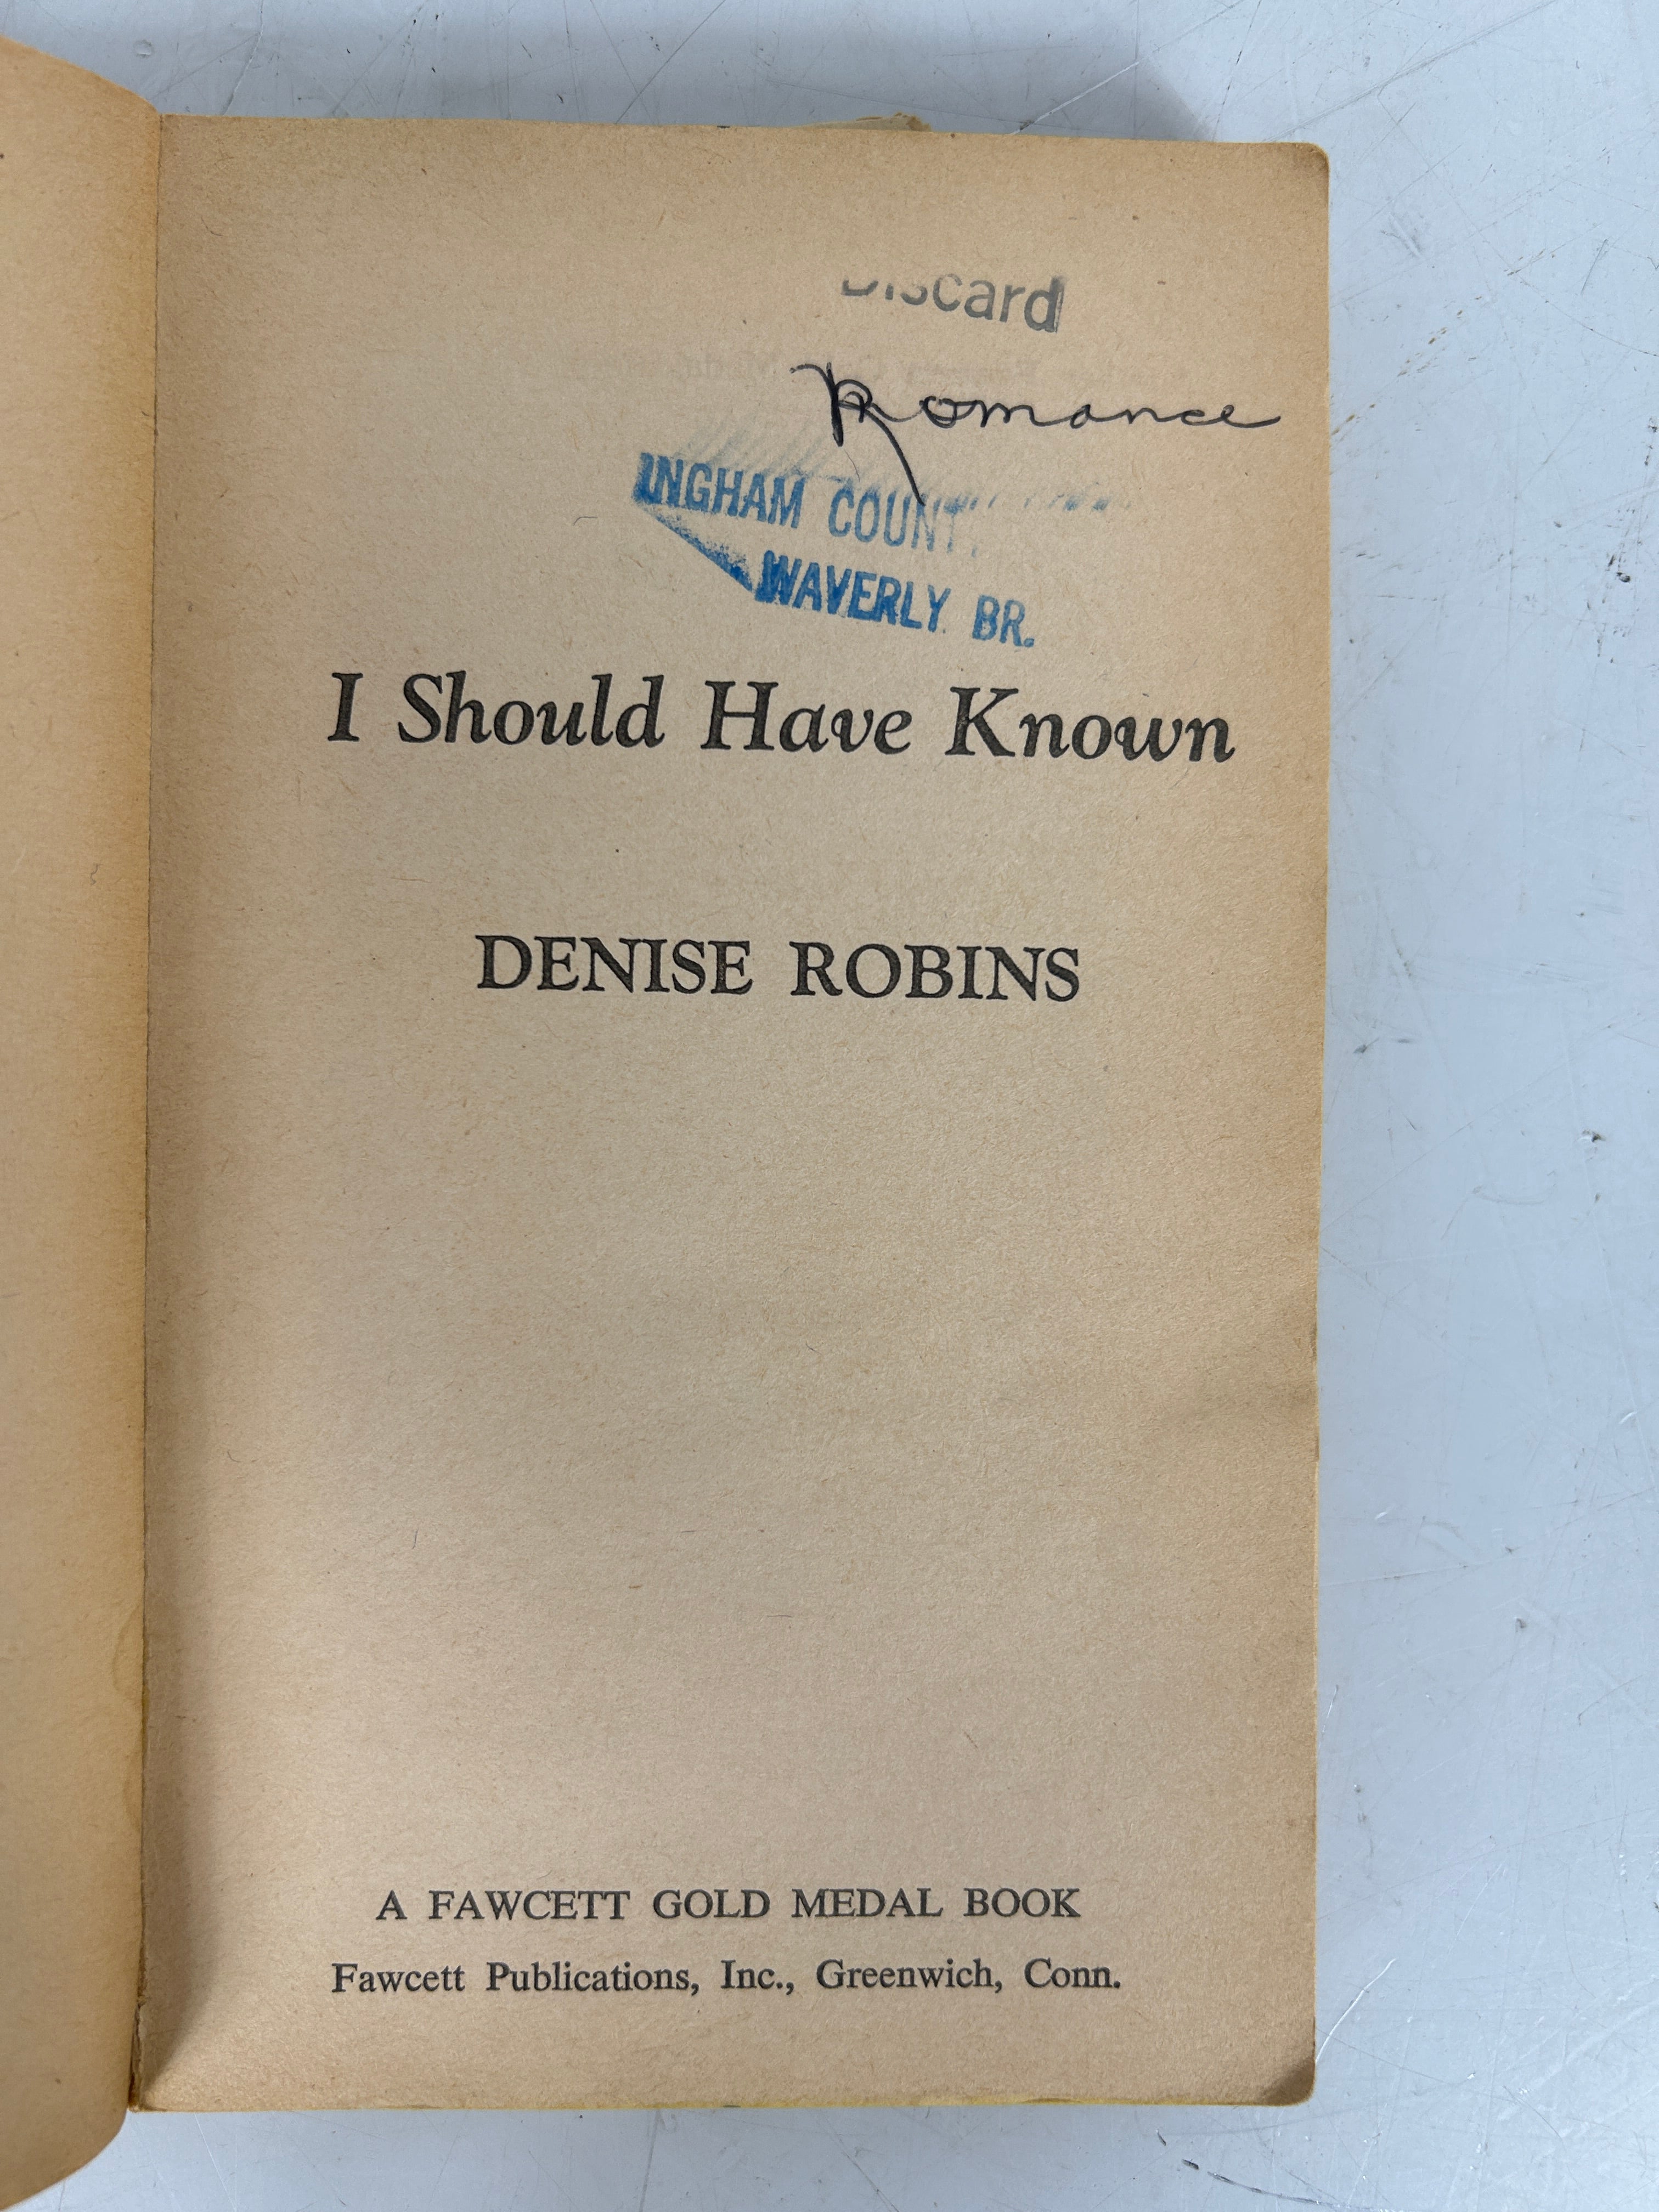 Discard
Romance
INGHAM COUNTY
WAVERLY BR.
I Should Have Known
DENISE ROBINS
A FAWCETT GOLD MEDAL BOOK
Fawcett Publications, Inc., Greenwich, Conn.